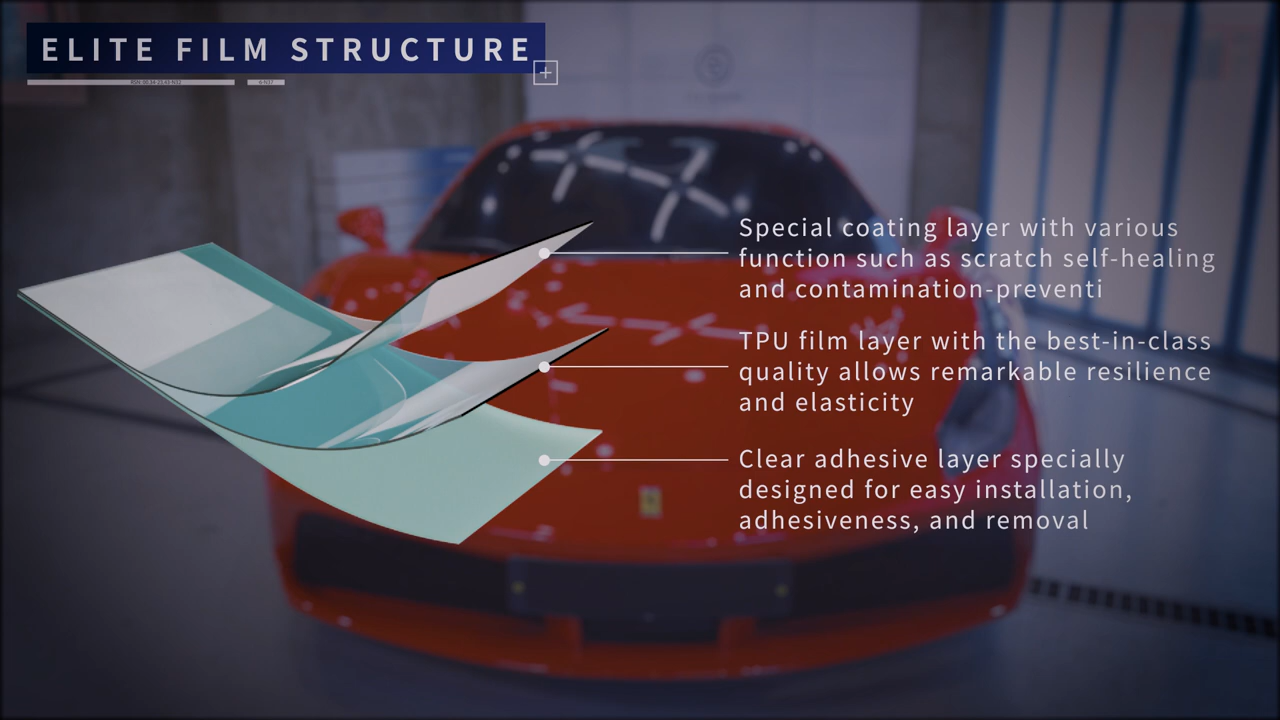 ELITE FILM STRUCTURE
Special coating layer with various
function such as scratch self-healing
and contamination-preventi
TPU film layer with the best-in-class
quality allows remarkable resilience
and elasticity
Clear adhesive layer specially
designed for easy installation,
adhesiveness, and removal